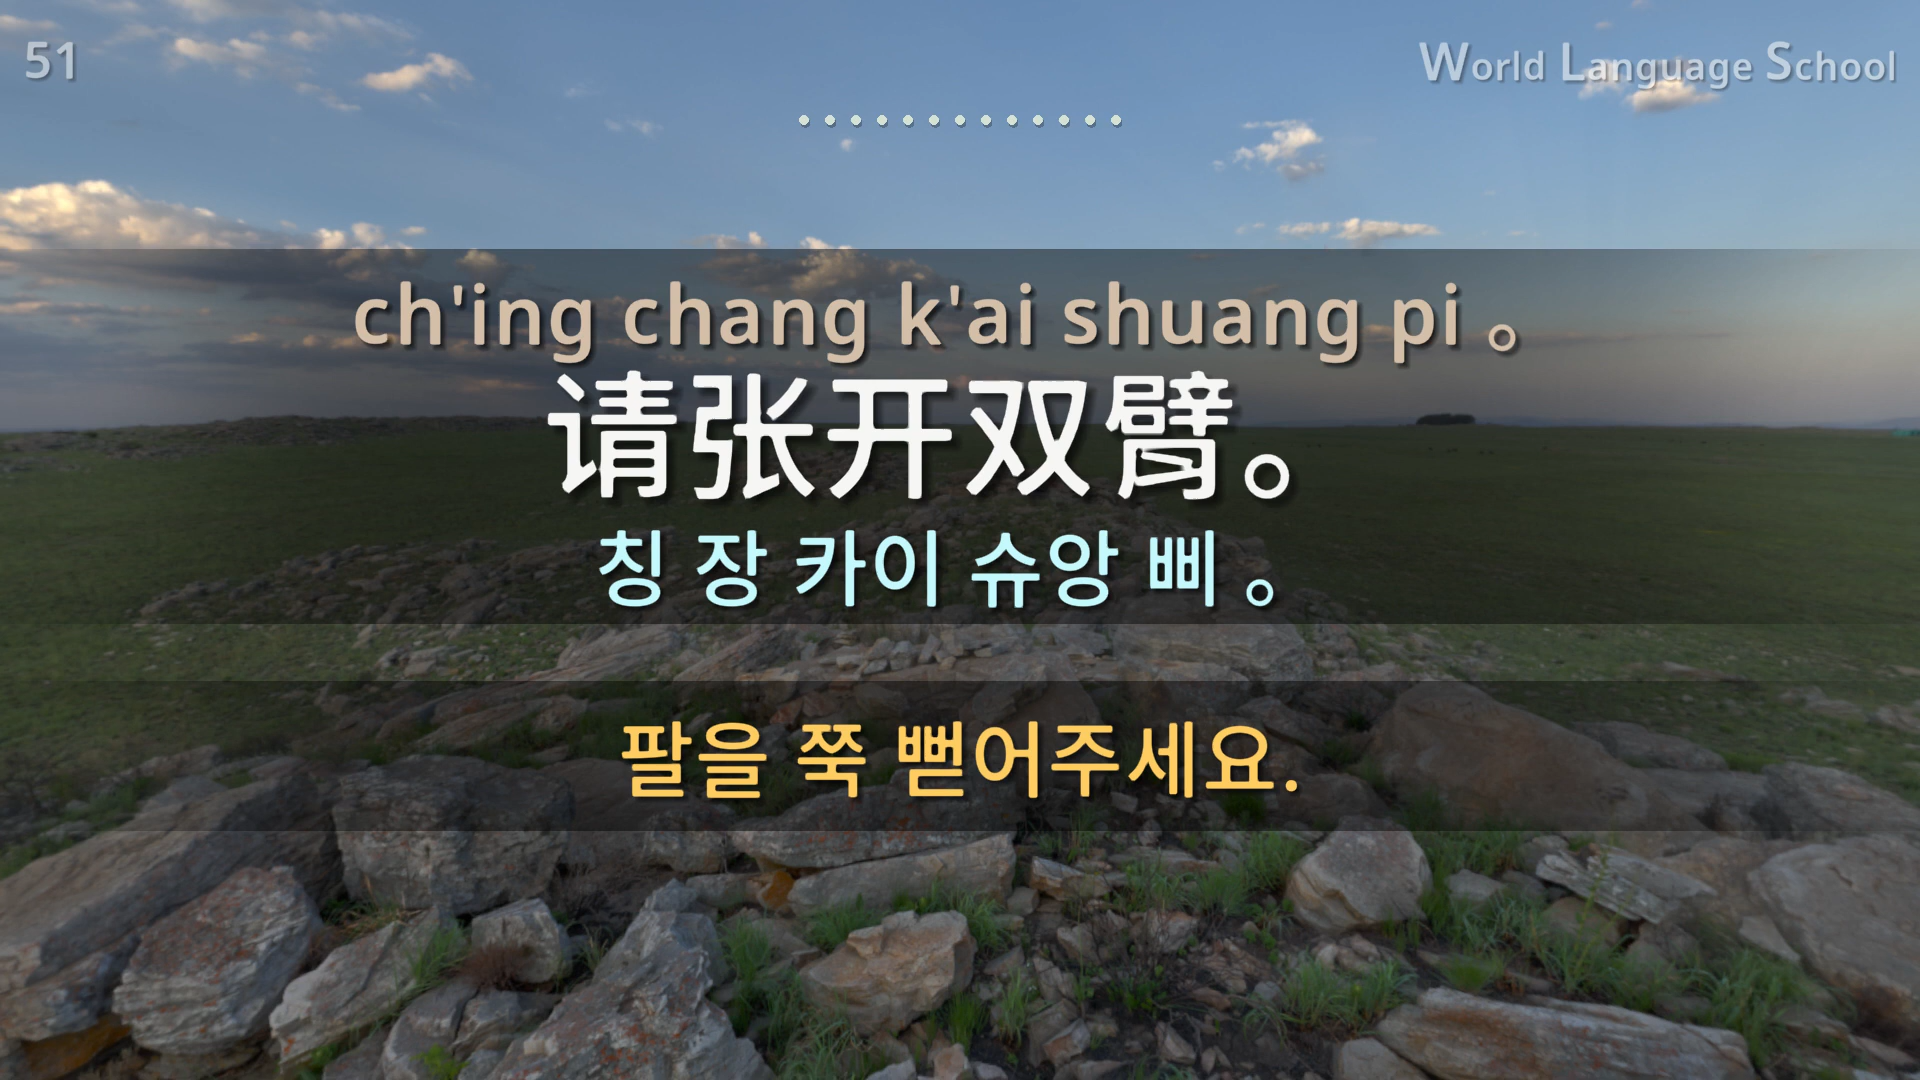 51
World Language School
.............
ch'ing chang k'ai shuang pi 。
请张开双臂。
칭 장 카이 슈앙 삐 。
팔을 쭉 뻗어주세요.